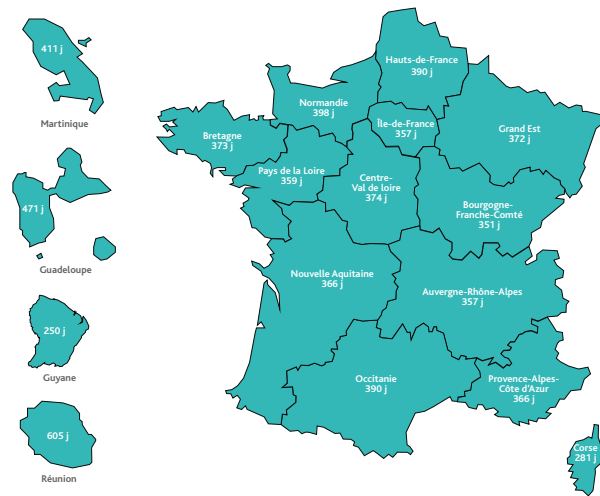 411 j
Martinique
471 j
Guadeloupe
250 j
Guyane
605 j
Réunion
Hauts-de-France
390 j
Normandie
398 j
Île-de-France
357 j
Grand Est
372 j
Bretagne
373 j
Pays de la Loire
359 j
Centre-
Val de loire
374 j
Bourgogne-
Franche-Comté
351 j
Nouvelle Aquitaine
366 j
Auvergne-Rhône-Alpes
357 j
Occitanie
390 j
Provence-Alpes-
Côte d'Azur
366 j
Corse
281 j